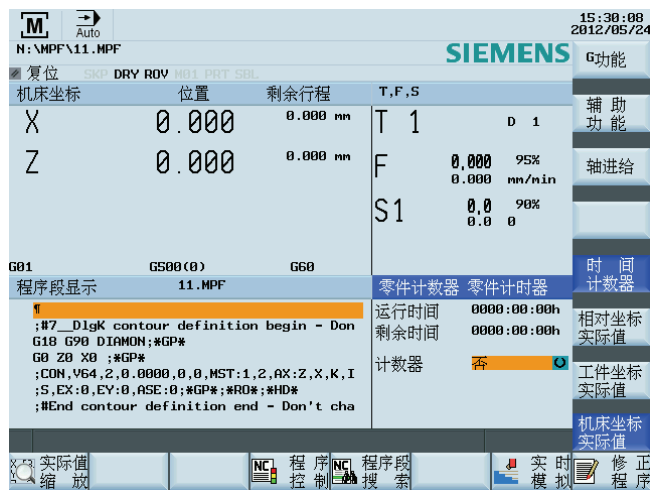 M Auto 15:30:08
2012/05/24
N:\MPF\11.MPF SIEMENS
复位 SKP DRY ROV M01 PRT SBL
机床坐标 位置 剩余行程 T,F,S
X 0.000 0.000 mm T 1 D 1
Z 0.000 0.000 mm F 0.000 95%
0.000 mm/min
S1 0.0 90%
0.0 0
G01 G500(0) G60
程序段显示 11.MPF 零件计数器 零件计时器
¶
;#7__DlgK contour definition begin - Don
G18 G90 DIAMON;*GP*
G0 Z0 X0 ;*GP*
;CON,V64,2,0.0000,0,0,MST:1,2,AX:Z,X,K,I
;S,EX:0,EY:0,ASE:0;*GP*;*RO*;*HD*
;#End contour definition end - Don't cha
运行时间 0000:00:00h
剩余时间 0000:00:00h
计数器 否
G功能
辅 助
功 能
轴进给
时 间
计数器
相对坐标
实际值
工件坐标
实际值
机床坐标
实际值
实际值
缩 放
NC 程 序
控 制
NC 程序段
搜 索
实 时
模 拟
修 正
程 序